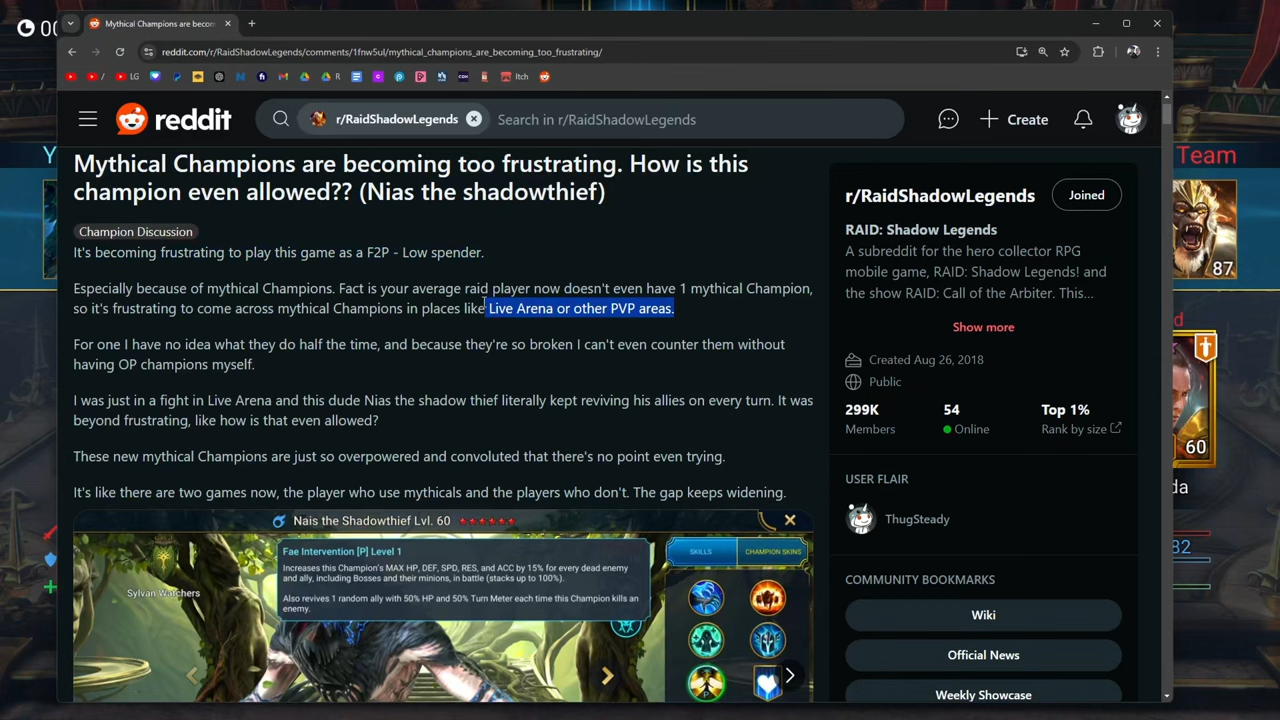 00
Mythical Champions are becom
reddit.com/r/RaidShadowLegends/comments/1fnw5ul/mythical_champions_are_becoming_too_frustrating/
/
LG
R
Itch
reddit
r/RaidShadowLegends
Search in r/RaidShadowLegends
Create
Y
Team
Mythical Champions are becoming too frustrating. How is this
champion even allowed?? (Nias the shadowthief)
Champion Discussion
It's becoming frustrating to play this game as a F2P - Low spender.
Especially because of mythical Champions. Fact is your average raid player now doesn't even have 1 mythical Champion,
so it's frustrating to come across mythical Champions in places like Live Arena or other PVP areas.
For one I have no idea what they do half the time, and because they're so broken I can't even counter them without
having OP champions myself.
I was just in a fight in Live Arena and this dude Nias the shadow thief literally kept reviving his allies on every turn. It was
beyond frustrating, like how is that even allowed?
These new mythical Champions are just so overpowered and convoluted that there's no point even trying.
It's like there are two games now, the player who use mythicals and the players who don't. The gap keeps widening.
Nais the Shadowthief Lvl. 60
Fae Intervention [P] Level 1
Increases this Champion's MAX HP, DEF, SPD, RES, and ACC by 15% for every dead enemy
and ally, including Bosses and their minions, in battle (stacks up to 100%).
Also revives 1 random ally with 50% HP and 50% Turn Meter each time this Champion kills an
enemy.
Sylvan Watchers
SKILLS
CHAMPION SKINS
P
r/RaidShadowLegends
Joined
RAID: Shadow Legends
A subreddit for the hero collector RPG
mobile game, RAID: Shadow Legends! and
the show RAID: Call of the Arbiter. This...
Show more
Created Aug 26, 2018
Public
299K
Members
54
Online
Top 1%
Rank by size
USER FLAIR
ThugSteady
COMMUNITY BOOKMARKS
Wiki
Official News
Weekly Showcase
87
d
60
da
82